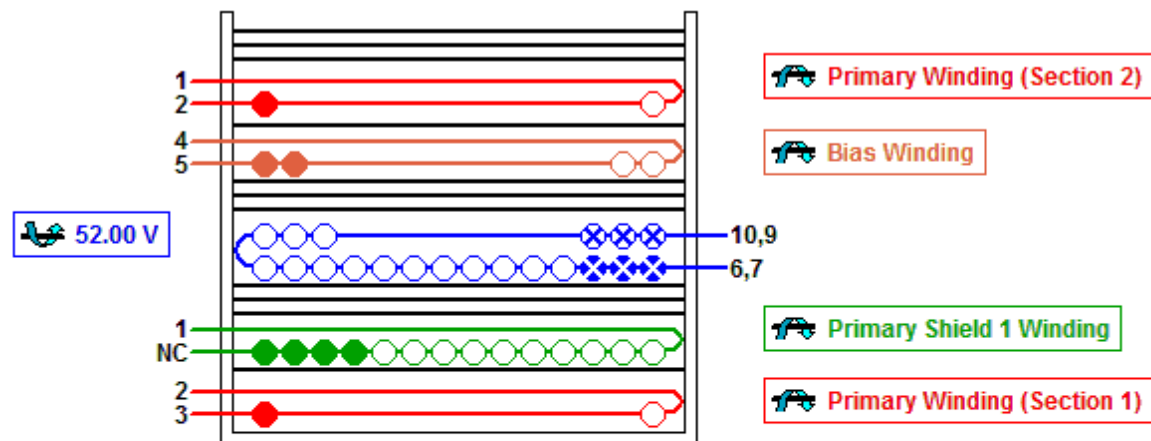 1
2
Primary Winding (Section 2)
4
5
Bias Winding
52.00 V
10,9
6,7
1
NC
Primary Shield 1 Winding
2
3
Primary Winding (Section 1)